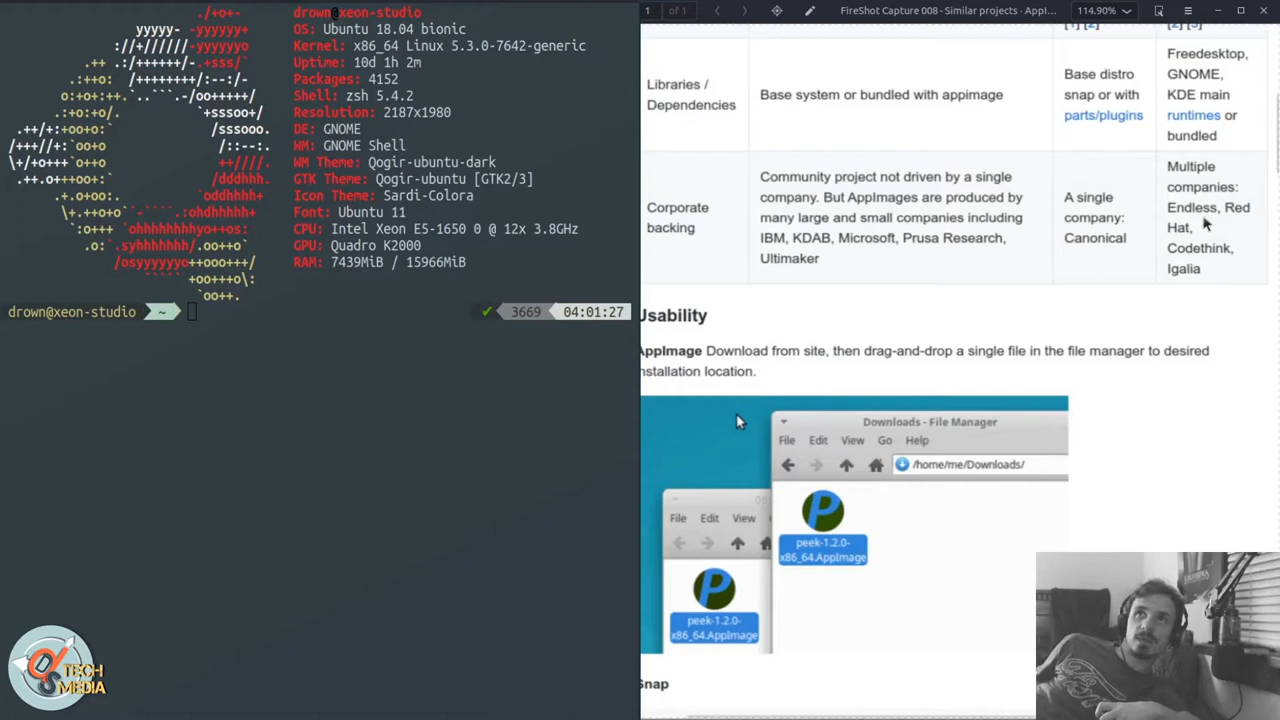 drown@xeon-studio
OS: Ubuntu 18.04 bionic
Kernel: x86_64 Linux 5.3.0-7642-generic
Uptime: 10d 1h 2m
Packages: 4152
Shell: zsh 5.4.2
Resolution: 2187x1980
DE: GNOME
WM: GNOME Shell
WM Theme: Qogir-ubuntu-dark
GTK Theme: Qogir-ubuntu [GTK2/3]
Icon Theme: Sardi-Colora
Font: Ubuntu 11
CPU: Intel Xeon E5-1650 0 @ 12x 3.8GHz
GPU: Quadro K2000
RAM: 7439MiB / 15966MiB
drown@xeon-studio ~
✔ 3669 04:01:27
TECH
MEDIA
1 of 1
FireShot Capture 008 - Similar projects - AppI...
114.90%
Libraries /
Dependencies
Base system or bundled with appimage
Base distro
snap or with
parts/plugins
Freedesktop,
GNOME,
KDE main
runtimes or
bundled
Corporate
backing
Community project not driven by a single
company. But AppImages are produced by
many large and small companies including
IBM, KDAB, Microsoft, Prusa Research,
Ultimaker
A single
company:
Canonical
Multiple
companies:
Endless, Red
Hat,
Codethink,
Igalia
Usability
AppImage Download from site, then drag-and-drop a single file in the file manager to desired
installation location.
Downloads - File Manager
File Edit View Go Help
/home/me/Downloads/
peek-1.2.0-
x86_64.AppImage
File Edit View
peek-1.2.0-
x86_64.AppImage
Snap